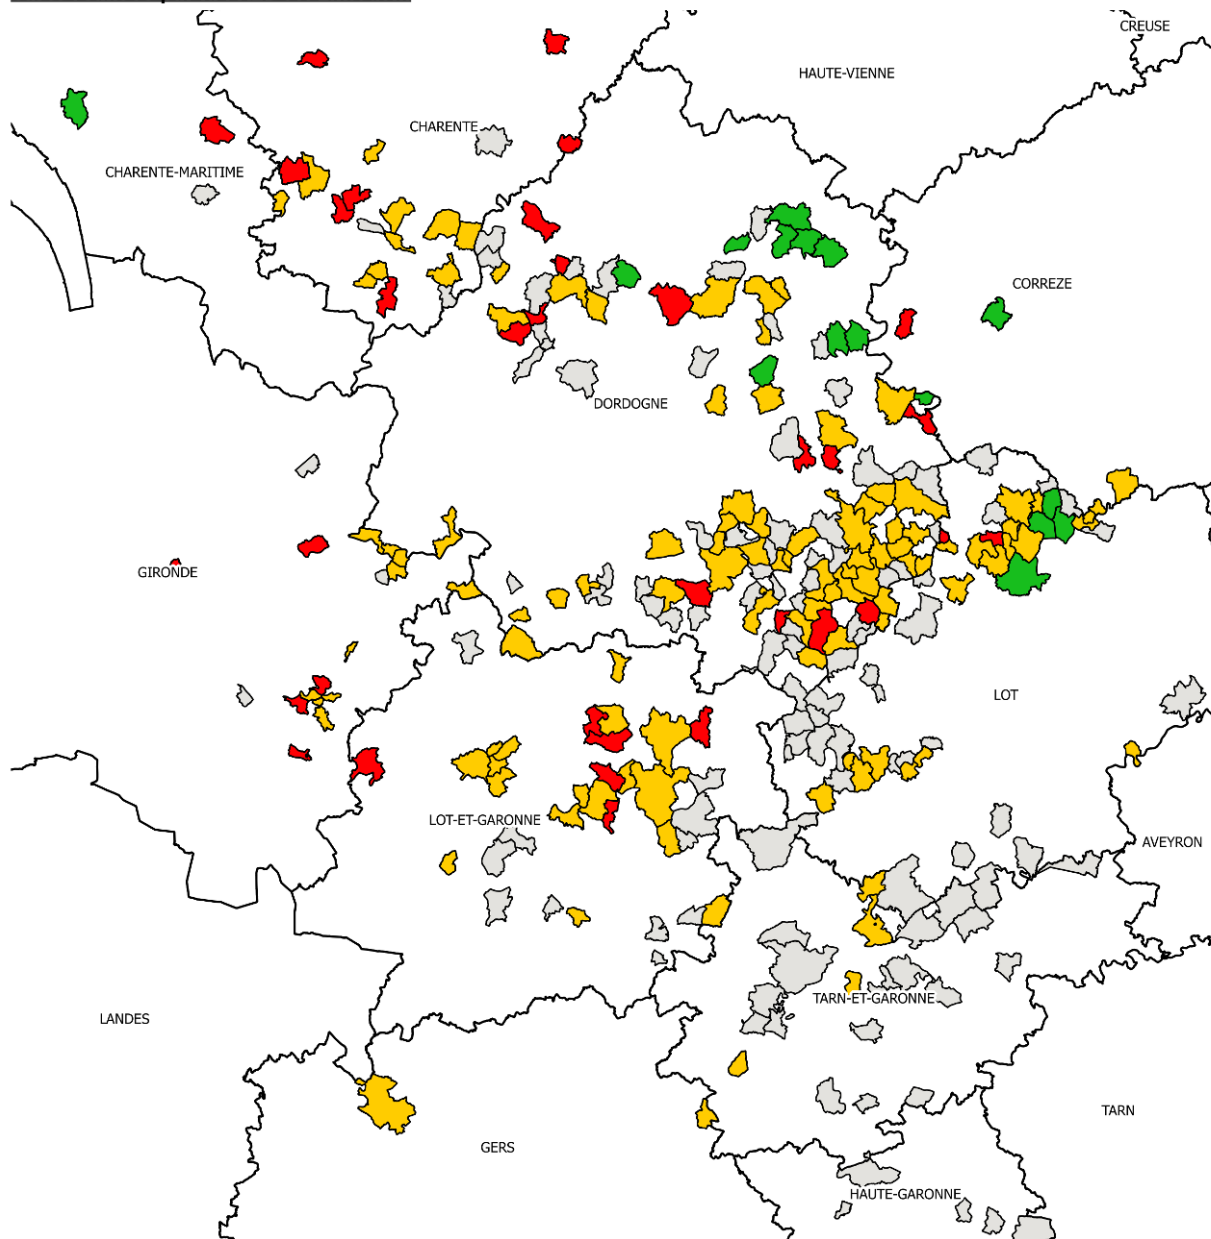 CREUSE
HAUTE-VIENNE
CHARENTE
CHARENTE-MARITIME
CORREZE
DORDOGNE
GIRONDE
LOT
LOT-ET-GARONNE
AVEYRON
TARN-ET-GARONNE
LANDES
TARN
GERS
HAUTE-GARONNE